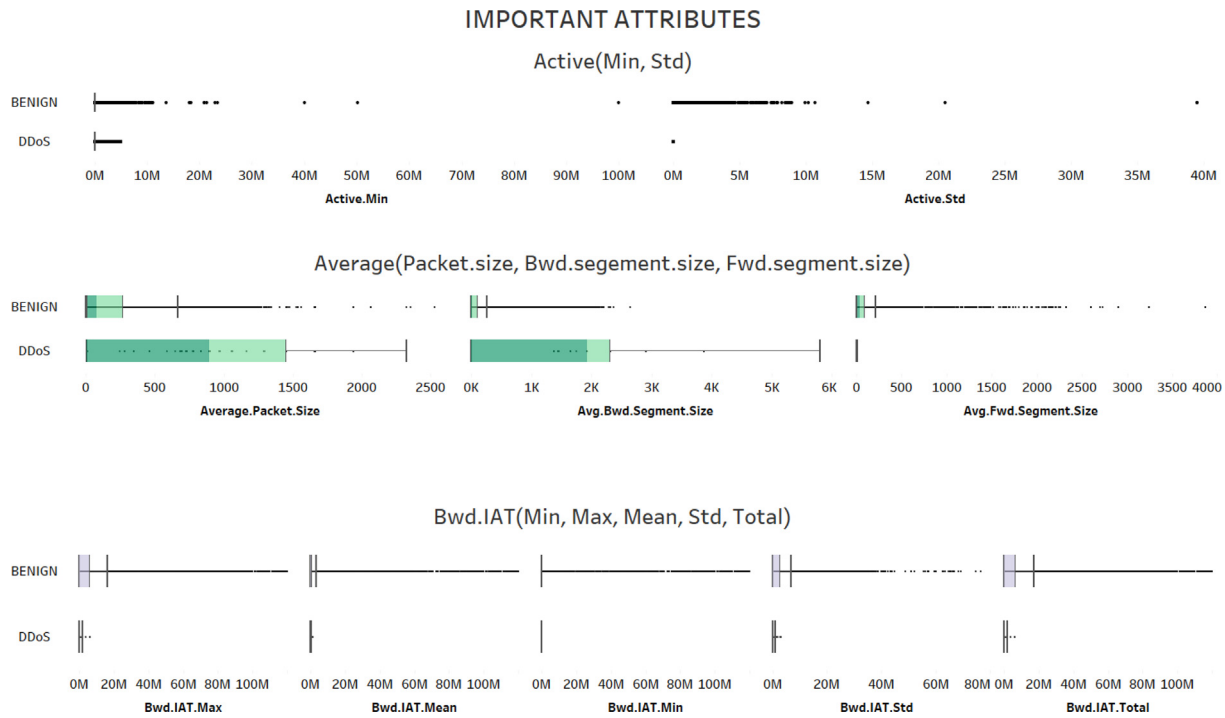 IMPORTANT ATTRIBUTES
Active(Min, Std)
BENIGN
DDoS
0M 10M 20M 30M 40M 50M 60M 70M 80M 90M 100M 0M 5M 10M 15M 20M 25M 30M 35M 40M
Active.Min Active.Std
Average(Packet.size, Bwd.segement.size, Fwd.segment.size)
BENIGN
DDoS
0 500 1000 1500 2000 2500 0K 1K 2K 3K 4K 5K 6K 0 500 1000 1500 2000 2500 3000 3500 4000
Average.Packet.Size Avg.Bwd.Segment.Size Avg.Fwd.Segment.Size
Bwd.IAT(Min, Max, Mean, Std, Total)
BENIGN
DDoS
0M 20M 40M 60M 80M 100M 0M 20M 40M 60M 80M 100M 0M 20M 40M 60M 80M 100M 0M 20M 40M 60M 80M 0M 20M 40M 60M 80M 100M
Bwd.IAT.Max Bwd.IAT.Mean Bwd.IAT.Min Bwd.IAT.Std Bwd.IAT.Total